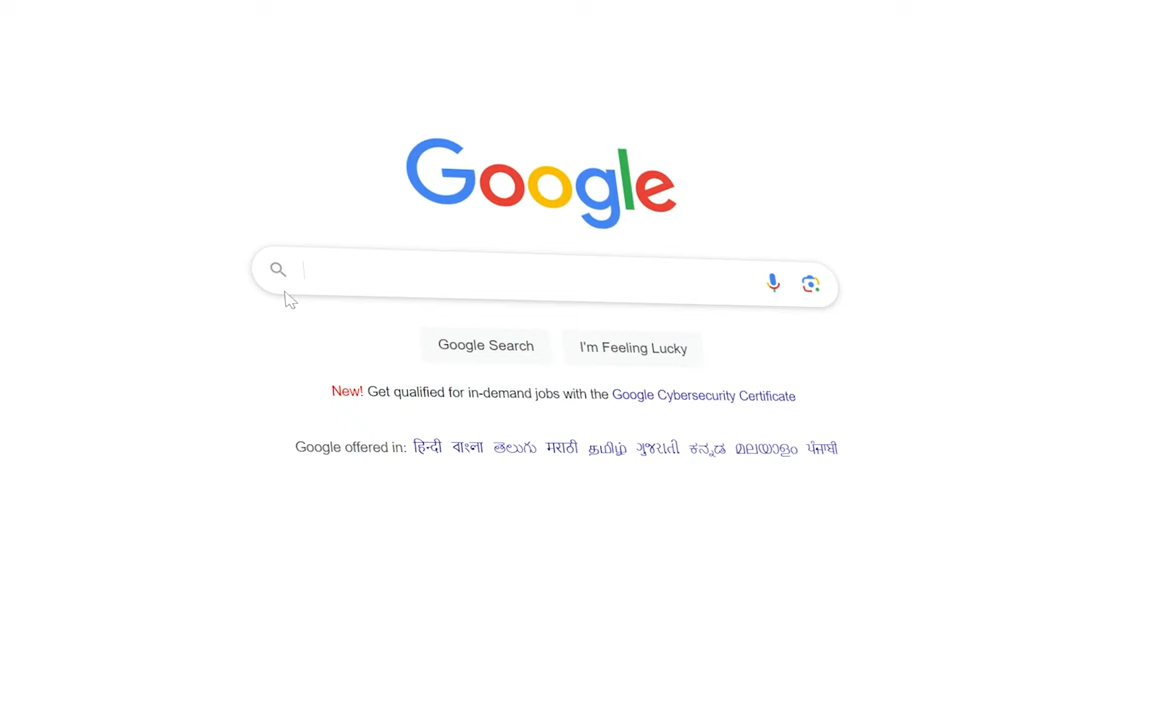 Google
Google Search
I'm Feeling Lucky
New! Get qualified for in-demand jobs with the Google Cybersecurity Certificate
Google offered in: हिन्दी বাংলা తెలుగు मराठी தமிழ் ગુજરાતી ಕನ್ನಡ മലയാളം ਪੰਜਾਬੀ